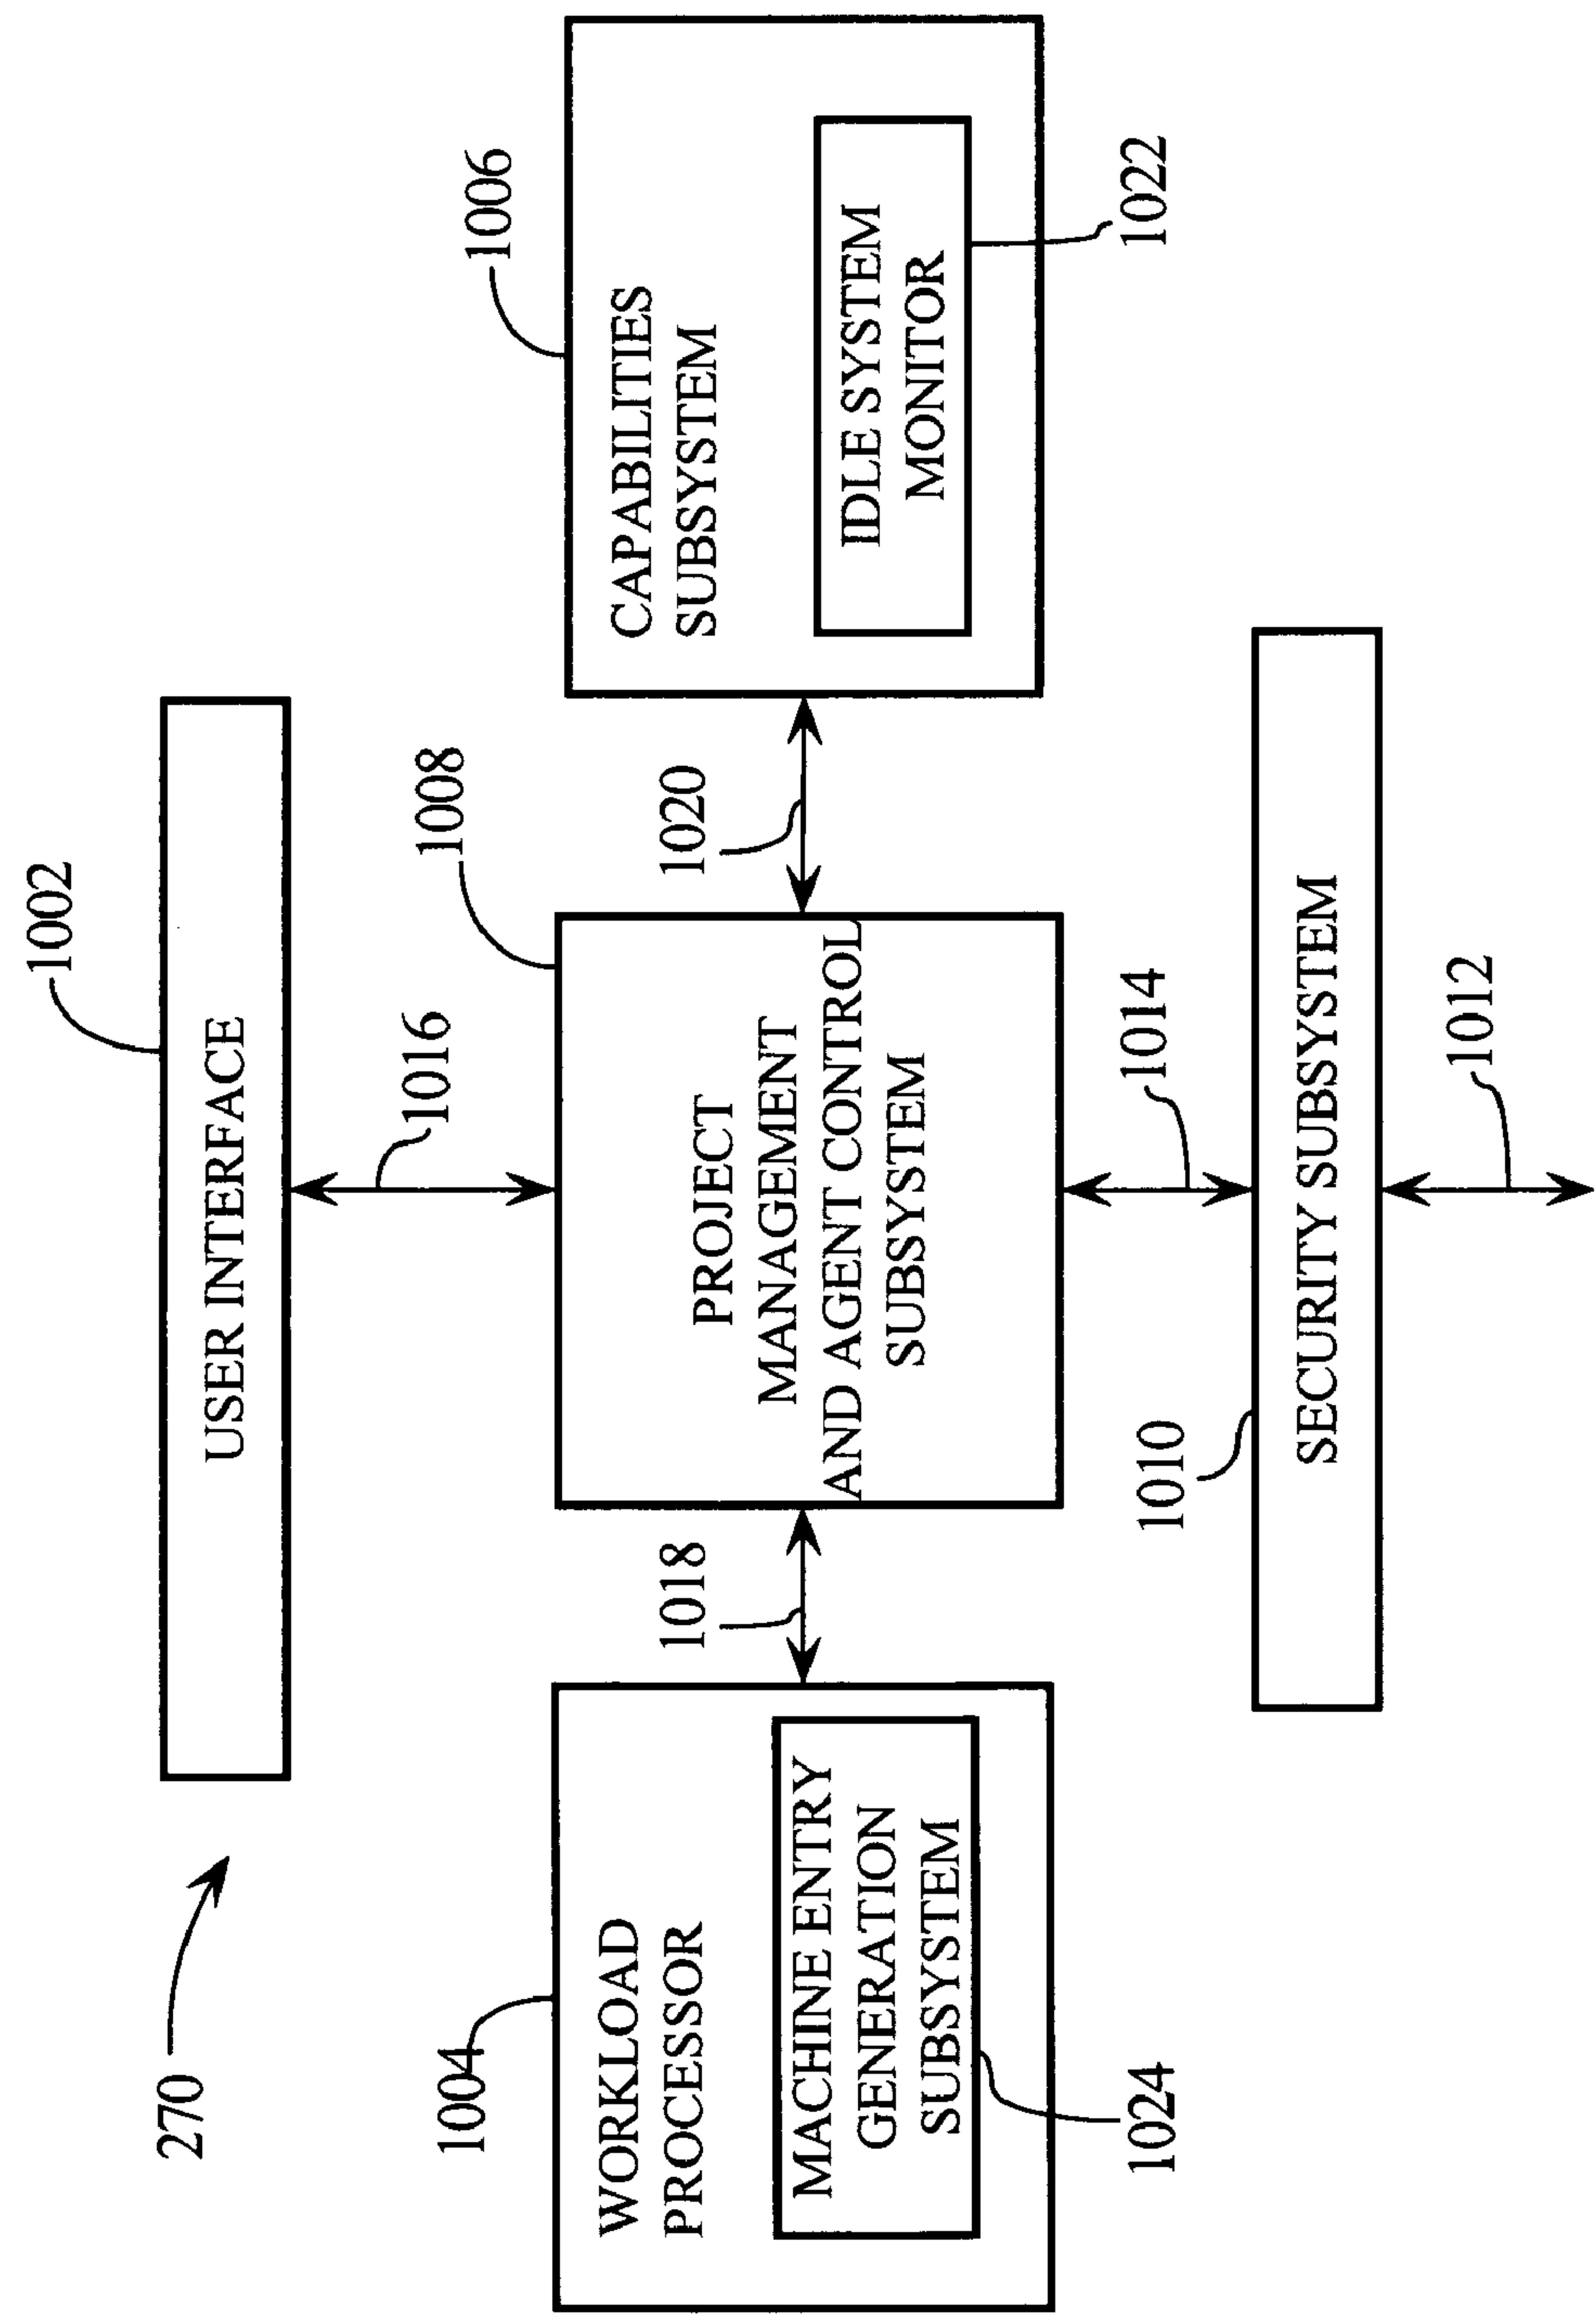 270
1002
USER INTERFACE
1016
1004
WORKLOAD
PROCESSOR
MACHINE ENTRY
GENERATION
SUBSYSTEM
1024
1018
1008
PROJECT
MANAGEMENT
AND AGENT CONTROL
SUBSYSTEM
1020
1006
CAPABILITIES
SUBSYSTEM
IDLE SYSTEM
MONITOR
1022
1014
1010
SECURITY SUBSYSTEM
1012